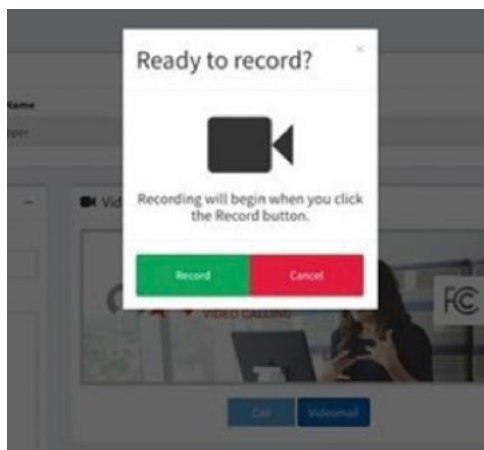 Ready to record?
×
Name
Vid
Recording will begin when you click
the Record button.
Record
Cancel
FC
VIDEO CALLING
Call
Videomail